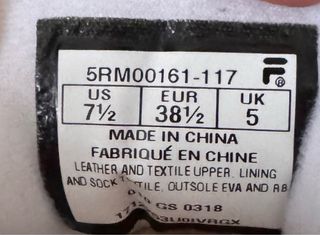 5RM00161-117
F®
US EUR UK
7½ 38½ 5
MADE IN CHINA
FABRIQUÉ EN CHINE
LEATHER AND TEXTILE UPPER. LINING
AND SOCK OUTSOLE EVA AND RB
GS 0318